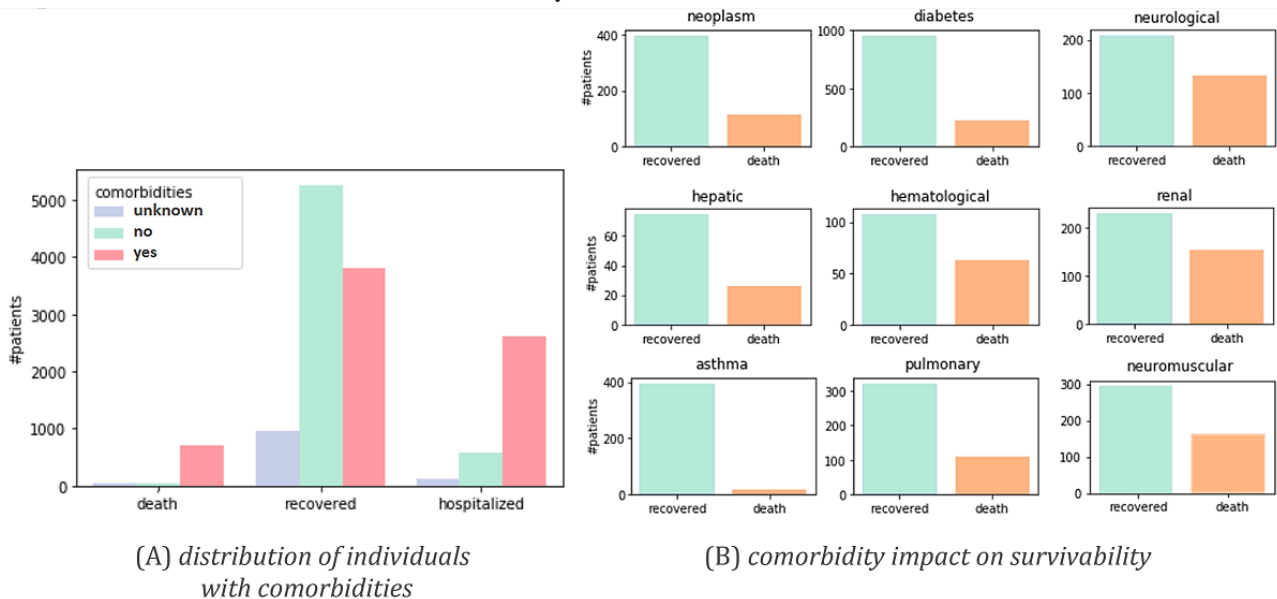 comorbidities
unknown
no
yes
#patients
5000
4000
3000
2000
1000
0
death recovered hospitalized
(A) distribution of individuals
with comorbidities
neoplasm diabetes neurological
#patients
400
200
0
recovered death
1000
500
0
recovered death
200
100
0
recovered death
hepatic hematological renal
#patients
60
40
20
0
recovered death
100
50
0
recovered death
200
100
0
recovered death
asthma pulmonary neuromuscular
#patients
400
200
0
recovered death
300
200
100
0
recovered death
300
200
100
0
recovered death
(B) comorbidity impact on survivability